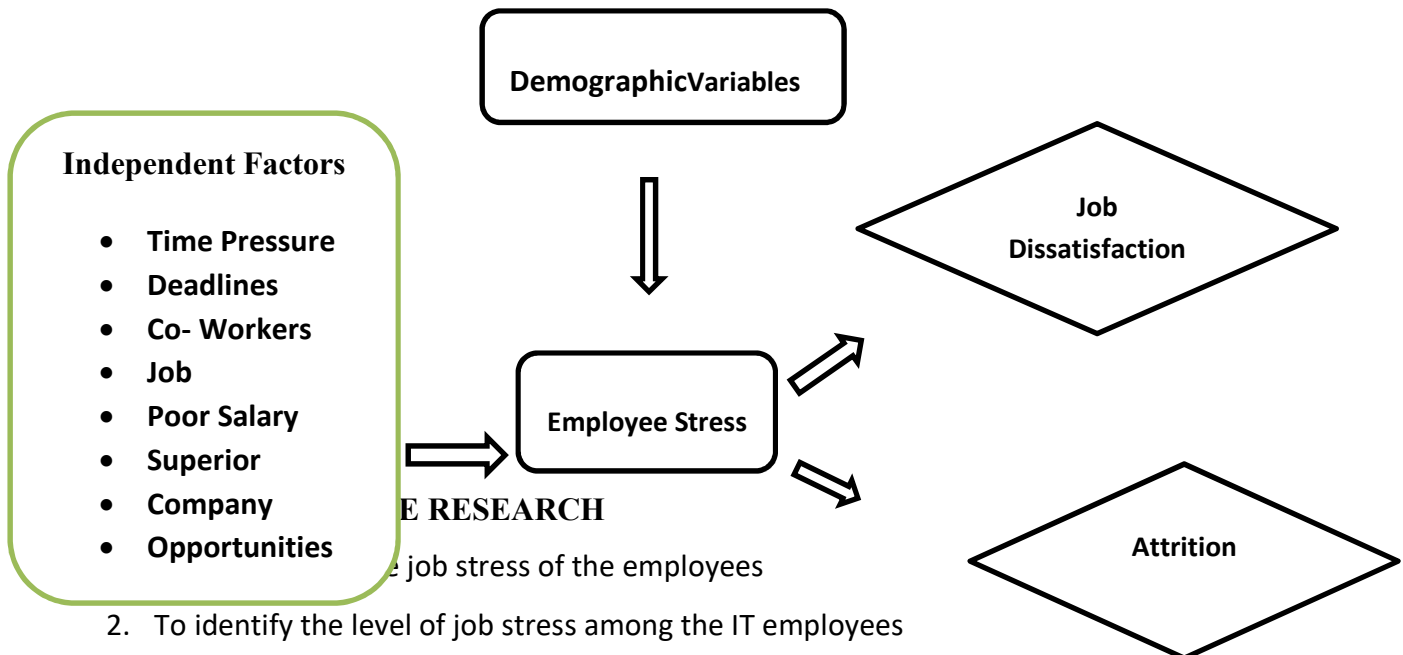 DemographicVariables
Independent Factors
• Time Pressure
• Deadlines
• Co- Workers
• Job
• Poor Salary
• Superior
• Company
• Opportunities
Job
Dissatisfaction
Employee Stress
Attrition
RESEARCH
job stress of the employees
2. To identify the level of job stress among the IT employees